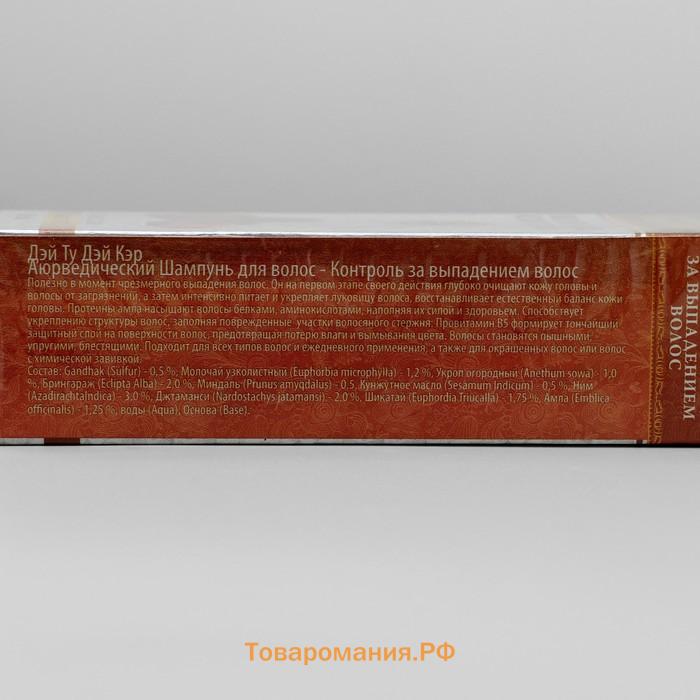 Дэй Ту Дэй Кэр
Аюрведический Шампунь для волос - Контроль за выпадением волос
Полезно в момент чрезмерного выпадения волос. Он на первом этапе своего действия глубоко очищают кожу головы и
волосы от загрязнений, а затем интенсивно питает и укрепляет луковицу волоса, восстанавливает естественный баланс кожи
головы. Протеины амла насыщают волосы белками, аминокислотами, наполняя их силой и здоровьем. Способствует
укреплению структуры волос, заполняя поврежденные участки волосяного стержня. Провитамин B5 формирует тончайший
защитный слой на поверхности волос, предотвращая потерю влаги и вымывания цвета. Волосы становятся пышными,
упругими, блестящими. Подходит для всех типов волос и ежедневного применения, а также для окрашенных волос или волос
с химической завивкой.
Состав: Gandhak (Sulfur) - 0,5 %, Молочай узколистный (Euphorbia microphylla) - 1,2 %, Укроп огородный (Anethum sowa) - 1,0
%, Брингараж (Eclipta Alba) - 2.0 %, Миндаль (Prunus amyqdalus) - 0.5, Кунжутное масло (Sesamum Indicum) - 0,5 %, Ним
(AzadirachtaIndica) - 3,0 %, Джтаманси (Nardostachys jatamansi). - 2.0 %, Шикатай (Euphordia Triucalla) - 1,75 %, Амла (Emblica
officinalis) - 1,25 %, воды (Aqua), Основа (Base).
ЗА ВЫПАДЕНИЕМ
ВОЛОС
Товаромания.РФ